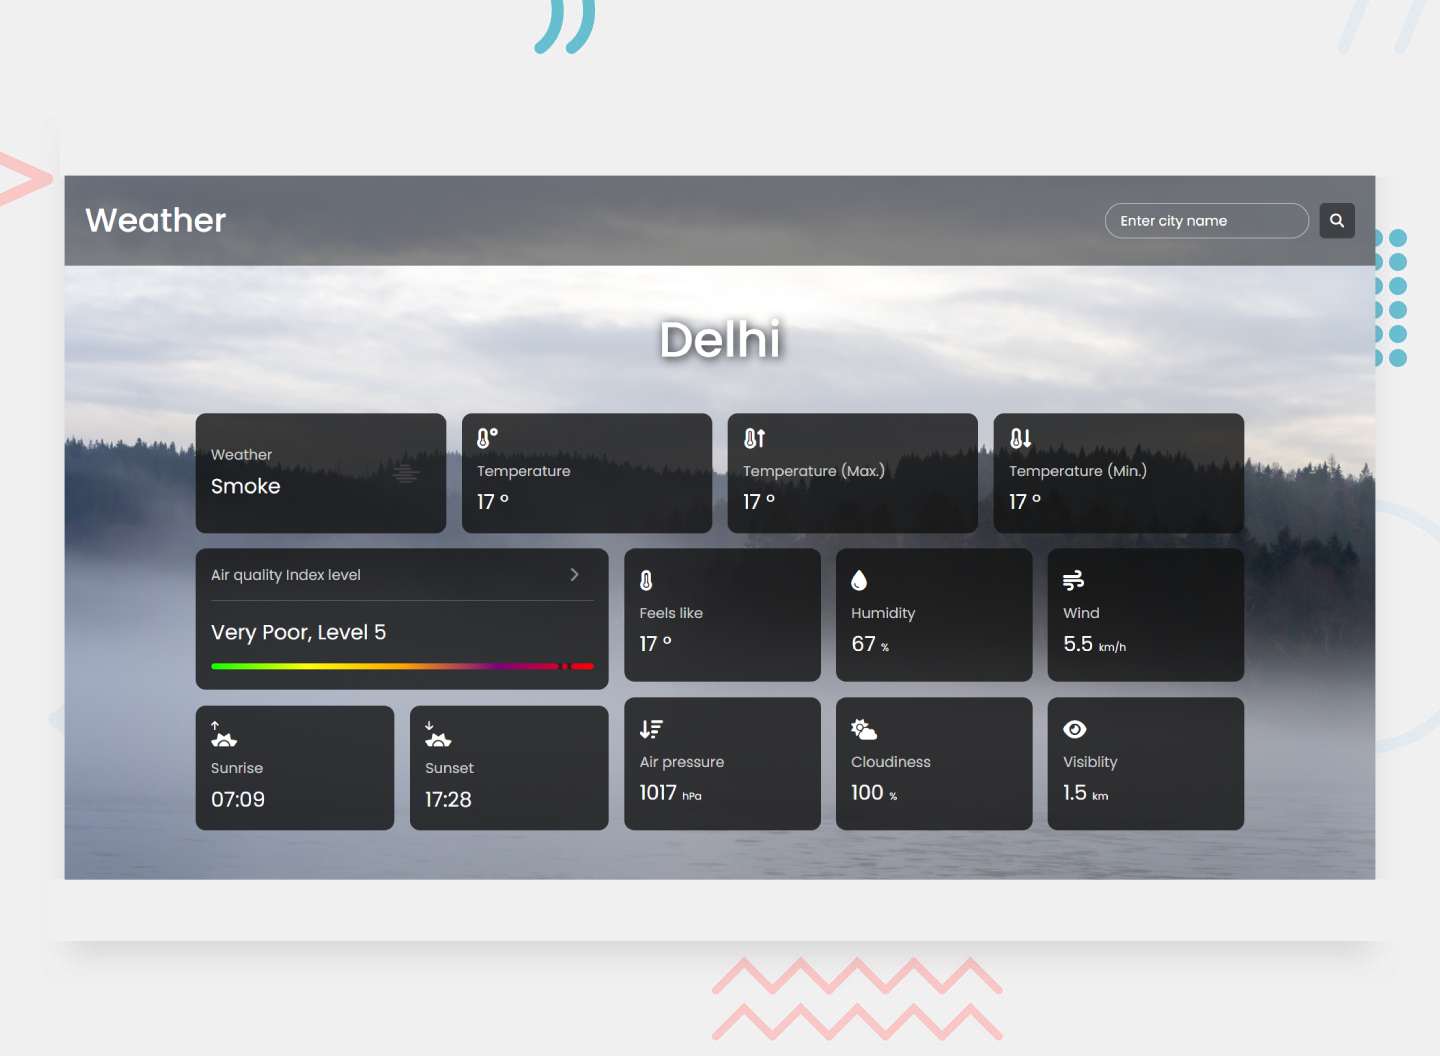 Weather
Enter city name
Delhi
Weather
Smoke
Temperature
17 °
Temperature (Max.)
17 °
Temperature (Min.)
17 °
Air quality Index level
Very Poor, Level 5
Feels like
17 °
Humidity
67 %
Wind
5.5 km/h
Sunrise
07:09
Sunset
17:28
Air pressure
1017 hPa
Cloudiness
100 %
Visiblity
1.5 km